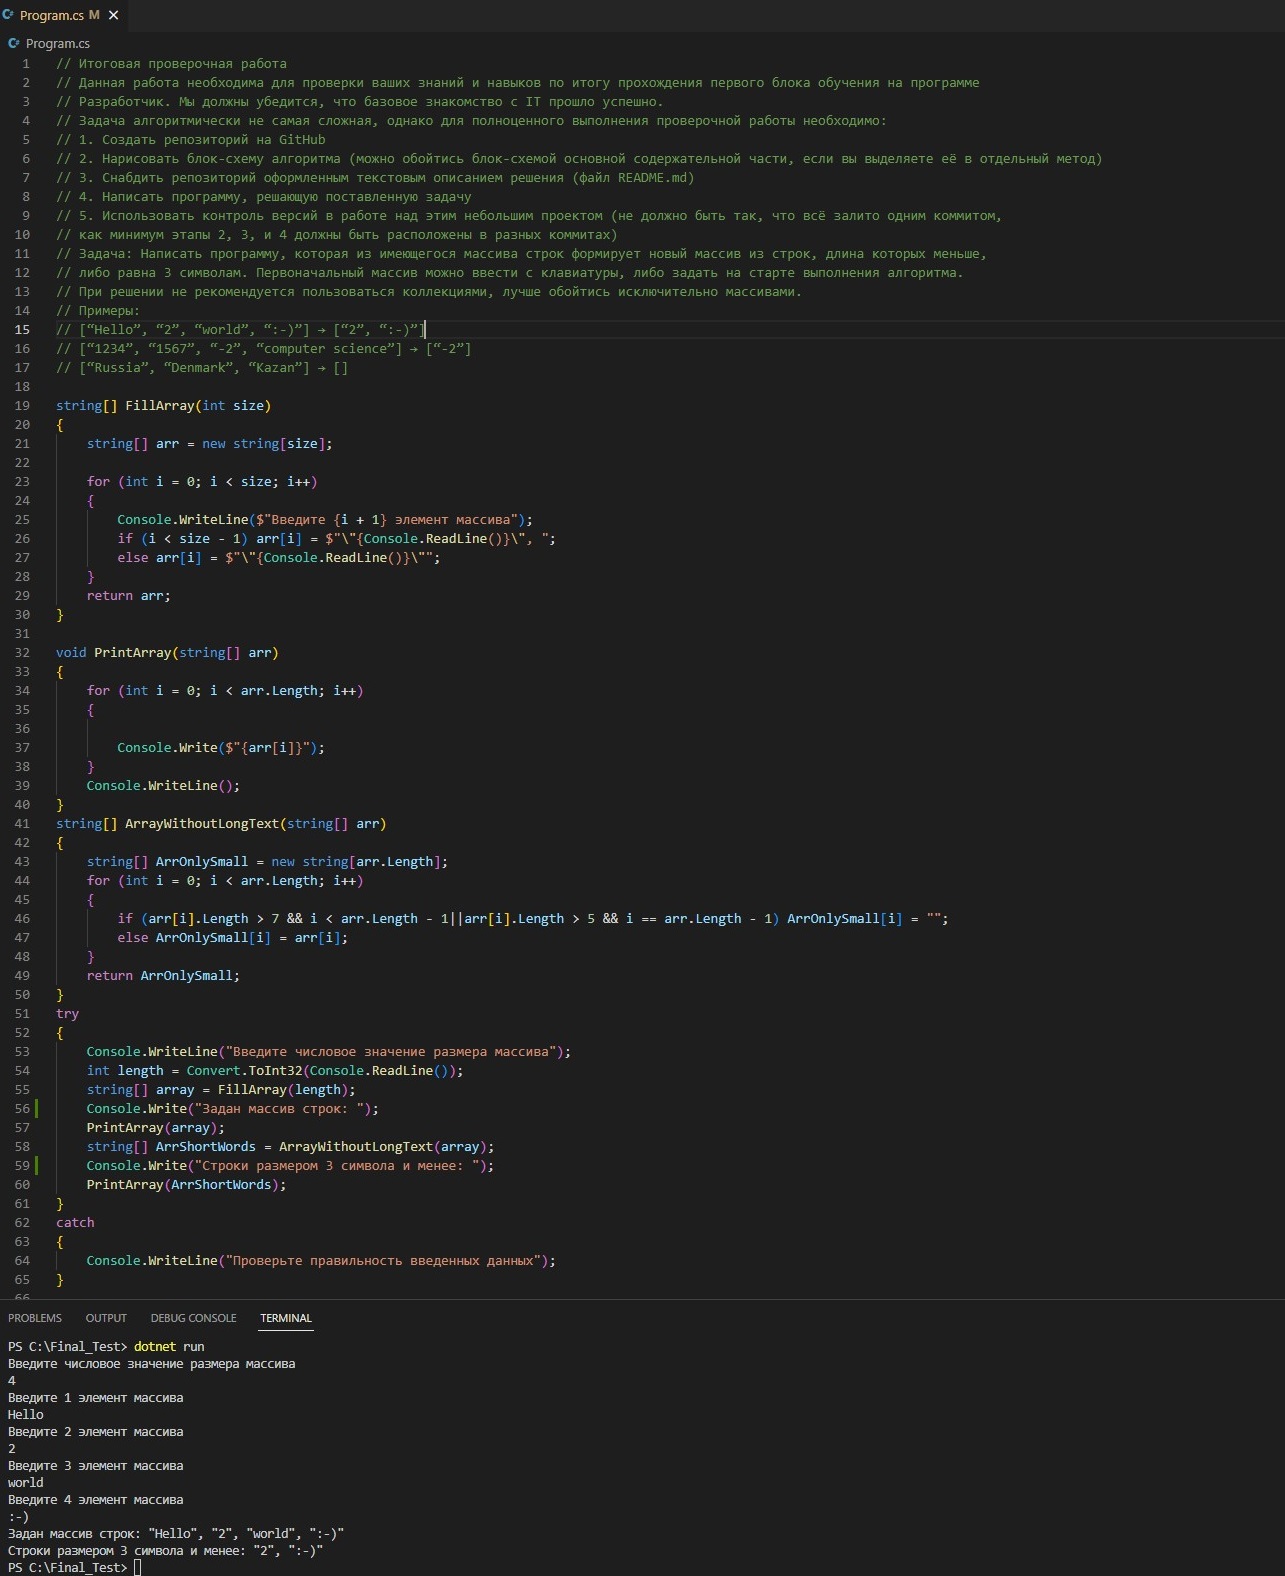 Program.cs M
Program.cs
1 // Итоговая проверочная работа
2 // Данная работа необходима для проверки ваших знаний и навыков по итогу прохождения первого блока обучения на программе
3 // Разработчик. Мы должны убедится, что базовое знакомство с IT прошло успешно.
4 // Задача алгоритмически не самая сложная, однако для полноценного выполнения проверочной работы необходимо:
5 // 1. Создать репозиторий на GitHub
6 // 2. Нарисовать блок-схему алгоритма (можно обойтись блок-схемой основной содержательной части, если вы выделяете её в отдельный метод)
7 // 3. Снабдить репозиторий оформленным текстовым описанием решения (файл README.md)
8 // 4. Написать программу, решающую поставленную задачу
9 // 5. Использовать контроль версий в работе над этим небольшим проектом (не должно быть так, что всё залито одним коммитом,
10 // как минимум этапы 2, 3, и 4 должны быть расположены в разных коммитах)
11 // Задача: Написать программу, которая из имеющегося массива строк формирует новый массив из строк, длина которых меньше,
12 // либо равна 3 символам. Первоначальный массив можно ввести с клавиатуры, либо задать на старте выполнения алгоритма.
13 // При решении не рекомендуется пользоваться коллекциями, лучше обойтись исключительно массивами.
14 // Примеры:
15 // [“Hello”, “2”, “world”, “:-)”] → [“2”, “:-)”]
16 // [“1234”, “1567”, “-2”, “computer science”] → [“-2”]
17 // [“Russia”, “Denmark”, “Kazan”] → []
18
19 string[] FillArray(int size)
20 {
21 string[] arr = new string[size];
22
23 for (int i = 0; i < size; i++)
24 {
25 Console.WriteLine($"Введите {i + 1} элемент массива");
26 if (i < size - 1) arr[i] = $"\"{Console.ReadLine()}\", ";
27 else arr[i] = $"\"{Console.ReadLine()}\"";
28 }
29 return arr;
30 }
31
32 void PrintArray(string[] arr)
33 {
34 for (int i = 0; i < arr.Length; i++)
35 {
36
37 Console.Write($"{arr[i]}");
38 }
39 Console.WriteLine();
40 }
41 string[] ArrayWithoutLongText(string[] arr)
42 {
43 string[] ArrOnlySmall = new string[arr.Length];
44 for (int i = 0; i < arr.Length; i++)
45 {
46 if (arr[i].Length > 7 && i < arr.Length - 1||arr[i].Length > 5 && i == arr.Length - 1) ArrOnlySmall[i] = "";
47 else ArrOnlySmall[i] = arr[i];
48 }
49 return ArrOnlySmall;
50 }
51 try
52 {
53 Console.WriteLine("Введите числовое значение размера массива");
54 int length = Convert.ToInt32(Console.ReadLine());
55 string[] array = FillArray(length);
56 Console.Write("Задан массив строк: ");
57 PrintArray(array);
58 string[] ArrShortWords = ArrayWithoutLongText(array);
59 Console.Write("Строки размером 3 символа и менее: ");
60 PrintArray(ArrShortWords);
61 }
62 catch
63 {
64 Console.WriteLine("Проверьте правильность введенных данных");
65 }
66
PROBLEMS OUTPUT DEBUG CONSOLE TERMINAL
PS C:\Final_Test> dotnet run
Введите числовое значение размера массива
4
Введите 1 элемент массива
Hello
Введите 2 элемент массива
2
Введите 3 элемент массива
world
Введите 4 элемент массива
:-)
Задан массив строк: "Hello", "2", "world", ":-)"
Строки размером 3 символа и менее: "2", ":-)"
PS C:\Final_Test>